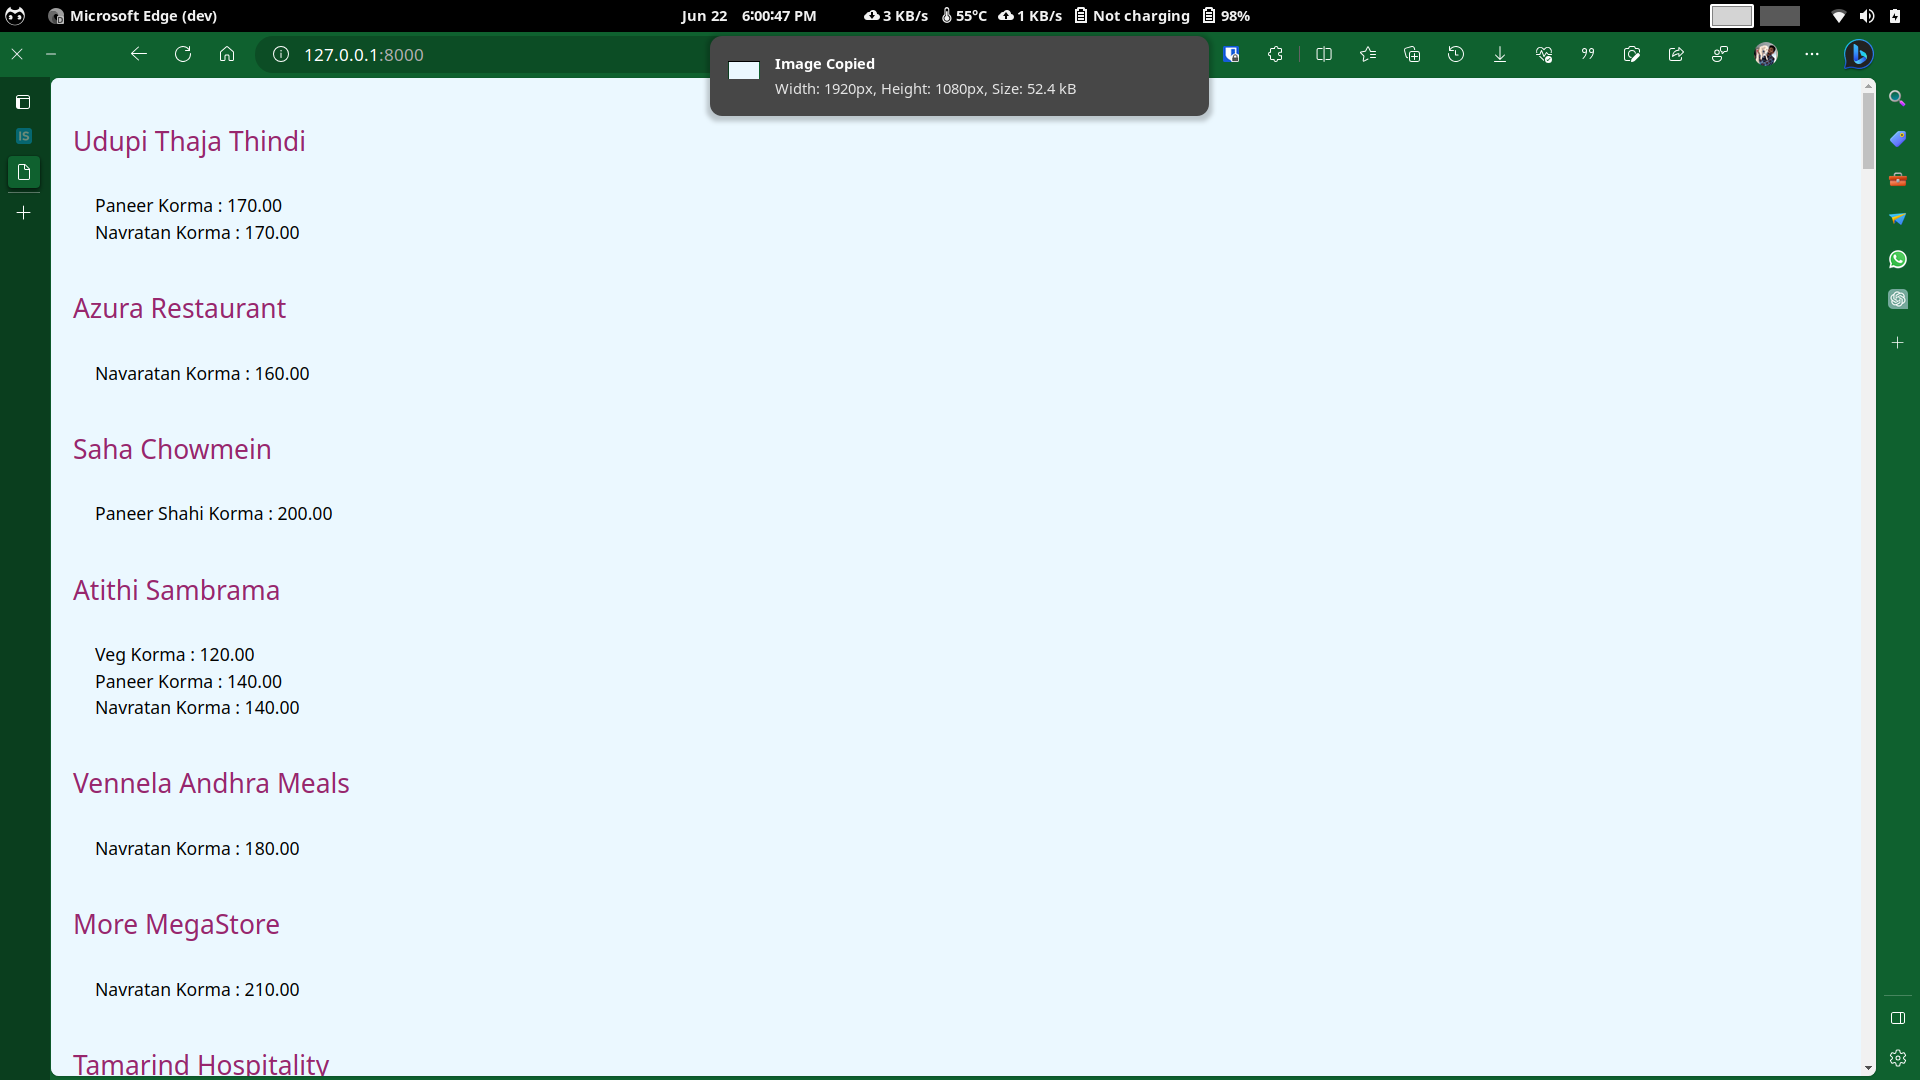 Microsoft Edge (dev)
Jun 22 6:00:47 PM
3 KB/s 55°C 1 KB/s Not charging 98%
127.0.0.1:8000
Image Copied
Width: 1920px, Height: 1080px, Size: 52.4 kB
IS
Udupi Thaja Thindi
Paneer Korma : 170.00
Navratan Korma : 170.00
Azura Restaurant
Navaratan Korma : 160.00
Saha Chowmein
Paneer Shahi Korma : 200.00
Atithi Sambrama
Veg Korma : 120.00
Paneer Korma : 140.00
Navratan Korma : 140.00
Vennela Andhra Meals
Navratan Korma : 180.00
More MegaStore
Navratan Korma : 210.00
Tamarind Hospitality